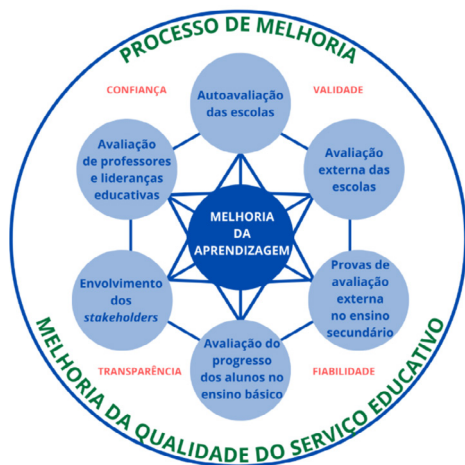 PROCESSO DE MELHORIA
CONFIANÇA
VALIDADE
Autoavaliação
das escolas
Avaliação
de professores
e lideranças
educativas
Avaliação
externa das
escolas
MELHORIA
DA
APRENDIZAGEM
Envolvimento
dos
stakeholders
Provas de
avaliação
externa
no ensino
secundário
Avaliação do
progresso
dos alunos no
ensino básico
TRANSPARÊNCIA
FIABILIDADE
MELHORIA DA QUALIDADE DO SERVIÇO EDUCATIVO